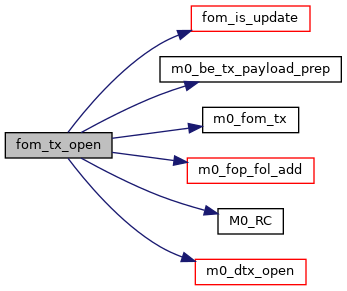 fom_is_update
m0_be_tx_payload_prep
m0_fom_tx
fom_tx_open
m0_fop_fol_add
M0_RC
m0_dtx_open